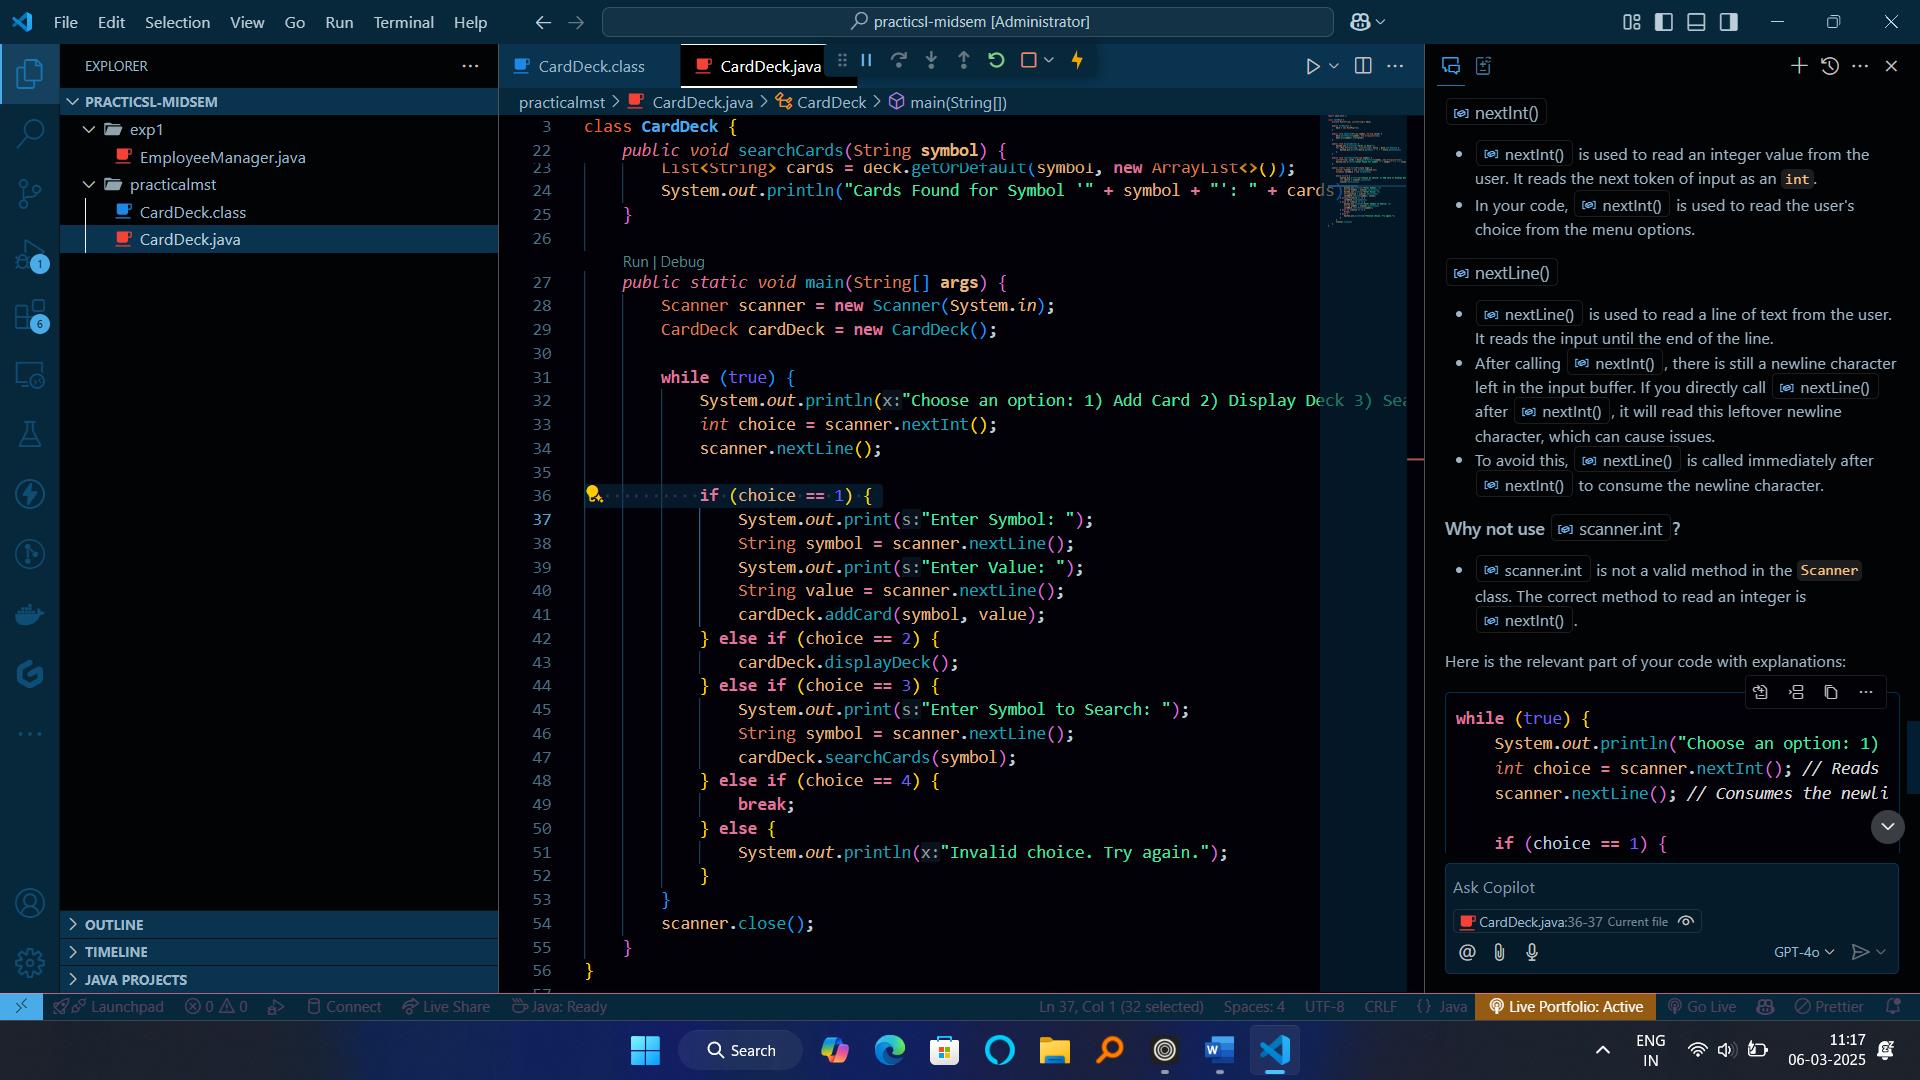 File Edit Selection View Go Run Terminal Help
practicsl-midsem [Administrator]
EXPLORER
PRACTICSL-MIDSEM
exp1
EmployeeManager.java
practicalmst
CardDeck.class
CardDeck.java
OUTLINE
TIMELINE
JAVA PROJECTS
1
6
CardDeck.class
CardDeck.java
practicalmst > CardDeck.java > CardDeck > main(String[])
3 class CardDeck {
22 public void searchCards(String symbol) {
23 List<String> cards = deck.getOrDefault(symbol, new ArrayList<>());
24 System.out.println("Cards Found for Symbol '" + symbol + "': " + cards)
25 }
26
Run | Debug
27 public static void main(String[] args) {
28 Scanner scanner = new Scanner(System.in);
29 CardDeck cardDeck = new CardDeck();
30
31 while (true) {
32 System.out.println(x:"Choose an option: 1) Add Card 2) Display Deck 3) Sea
33 int choice = scanner.nextInt();
34 scanner.nextLine();
35
36 if (choice == 1) {
37 System.out.print(s:"Enter Symbol: ");
38 String symbol = scanner.nextLine();
39 System.out.print(s:"Enter Value: ");
40 String value = scanner.nextLine();
41 cardDeck.addCard(symbol, value);
42 } else if (choice == 2) {
43 cardDeck.displayDeck();
44 } else if (choice == 3) {
45 System.out.print(s:"Enter Symbol to Search: ");
46 String symbol = scanner.nextLine();
47 cardDeck.searchCards(symbol);
48 } else if (choice == 4) {
49 break;
50 } else {
51 System.out.println(x:"Invalid choice. Try again.");
52 }
53 }
54 scanner.close();
55 }
56 }
57
nextInt()
nextInt() is used to read an integer value from the
user. It reads the next token of input as an int.
In your code, nextInt() is used to read the user's
choice from the menu options.
nextLine()
nextLine() is used to read a line of text from the user.
It reads the input until the end of the line.
After calling nextInt(), there is still a newline character
left in the input buffer. If you directly call nextLine()
after nextInt(), it will read this leftover newline
character, which can cause issues.
To avoid this, nextLine() is called immediately after
nextInt() to consume the newline character.
Why not use scanner.int ?
scanner.int is not a valid method in the Scanner
class. The correct method to read an integer is
nextInt().
Here is the relevant part of your code with explanations:
while (true) {
System.out.println("Choose an option: 1)
int choice = scanner.nextInt(); // Reads
scanner.nextLine(); // Consumes the newli
if (choice == 1) {
Ask Copilot
CardDeck.java:36-37 Current file
GPT-4o
Launchpad 0 0 Connect Live Share Java: Ready
Ln 37, Col 1 (32 selected) Spaces: 4 UTF-8 CRLF {} Java Live Portfolio: Active Go Live Prettier
Search
ENG
IN
11:17
06-03-2025